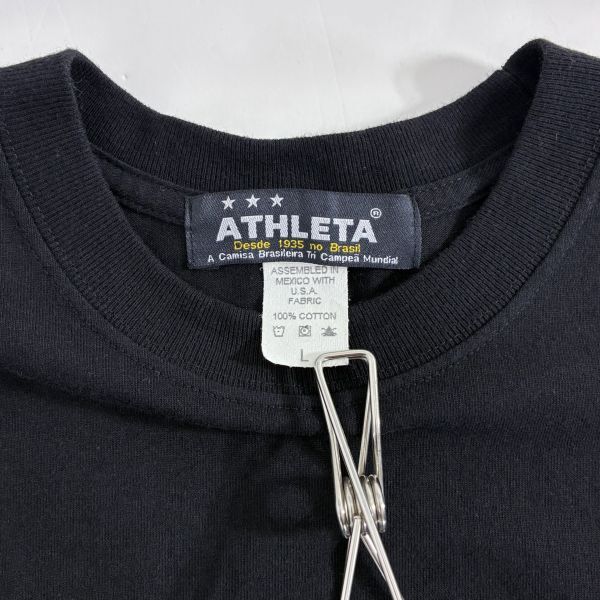 ATHLETA ®
Desde 1935 no Brasil
A Camisa Brasileira Tri Campeã Mundial
ASSEMBLED IN
MEXICO WITH
U.S.A.
FABRIC
100% COTTON
L